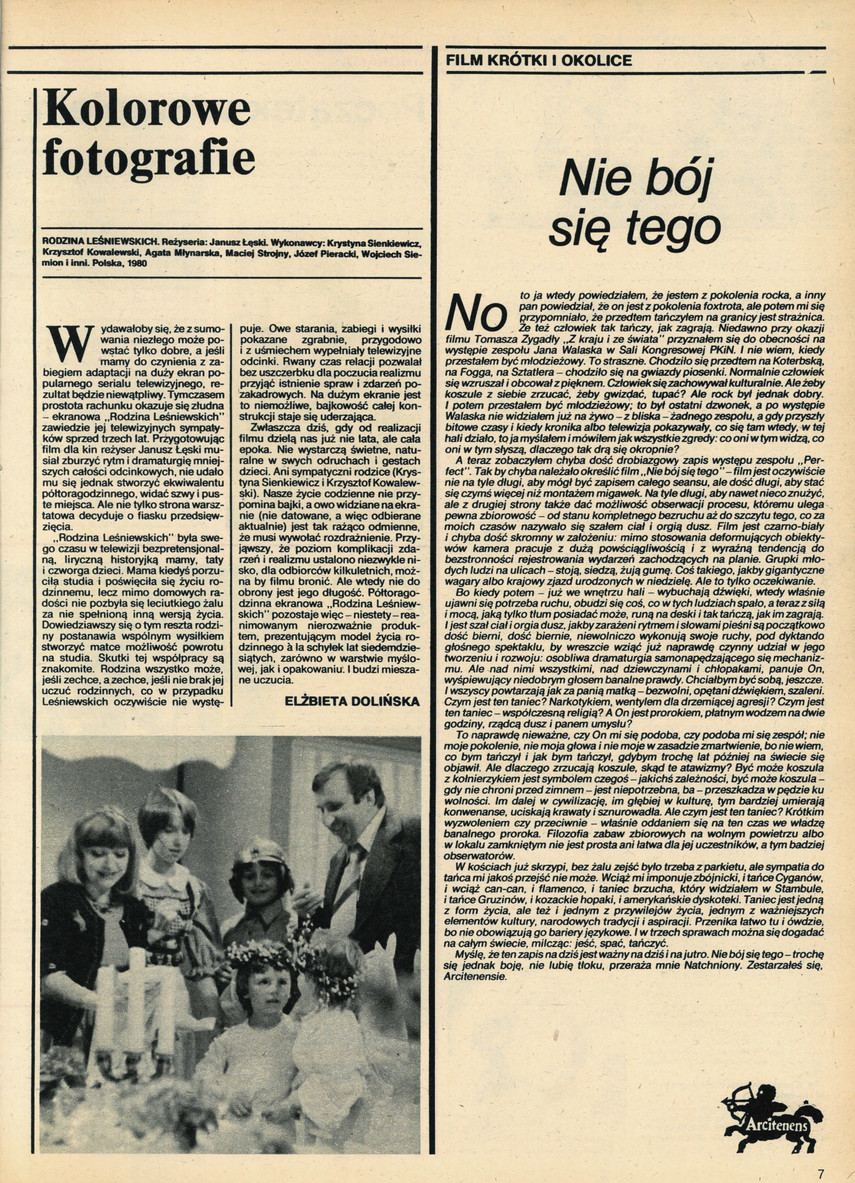 Kolorowe
fotografie
RODZINA LEŚNIEWSKICH. Reżyseria: Janusz Łęski. Wykonawcy: Krystyna Sienkiewicz,
Krzysztof Kowalewski, Agata Młynarska, Maciej Strojny, Józef Pieracki, Wojciech Sie-
mion i inni. Polska, 1980
Wydawałoby się, że z sumo-
wania niezłego może po-
wstać tylko dobre, a jeśli
mamy do czynienia z za-
biegiem adaptacji na duży ekran po-
pularnego serialu telewizyjnego, re-
zultat będzie niewątpliwy. Tymczasem
prostota rachunku okazuje się złudna
– ekranowa „Rodzina Leśniewskich”
zawiedzie jej telewizyjnych sympaty-
ków sprzed trzech lat. Przygotowując
film dla kin reżyser Janusz Łęski mu-
siał zburzyć rytm i dramaturgię mniej-
szych całości odcinkowych, nie udało
mu się jednak stworzyć ekwiwalentu
półtoragodzinnego, widać szwy i pus-
te miejsca. Ale nie tylko strona warsz-
tatowa decyduje o fiasku przedsięw-
zięcia.
„Rodzina Leśniewskich” była swe-
go czasu w telewizji bezpretensjonal-
ną, liryczną historyjką mamy, taty
i czworga dzieci. Mama kiedyś porzu-
ciła studia i poświęciła się życiu ro-
dzinnemu, lecz mimo domowych ra-
dości nie pozbyła się leciutkiego żalu
za nie spełnioną inną wersją życia.
Dowiedziawszy się o tym reszta rodzi-
ny postanawia wspólnym wysiłkiem
stworzyć matce możliwość powrotu
na studia. Skutki tej współpracy są
znakomite. Rodzina wszystko może,
jeśli zechce, a zechce, jeśli nie brak jej
uczuć rodzinnych, co w przypadku
Leśniewskich oczywiście nie wystę-
puje. Owe starania, zabiegi i wysiłki
pokazane zgrabnie, przygodowo
i z uśmiechem wypełniały telewizyjne
odcinki. Rwany czas relacji pozwalał
bez uszczerbku dla poczucia realizmu
przyjąć istnienie spraw i zdarzeń po-
zakadrowych. Na dużym ekranie jest
to niemożliwe, bajkowość całej kon-
strukcji staje się uderzająca.
Zwłaszcza dziś, gdy od realizacji
filmu dzielą nas już nie lata, ale cała
epoka. Nie wystarczą świetne, natu-
ralne w swych odruchach i gestach
dzieci. Ani sympatyczni rodzice (Krys-
tyna Sienkiewicz i Krzysztof Kowalew-
ski). Nasze życie codzienne nie przy-
pomina bajki, a owo widziane na ekra-
nie (nie datowane, a więc odbierane
aktualnie) jest tak rażąco odmienne,
że musi wywołać rozdrażnienie. Przy-
jąwszy, że poziom komplikacji zda-
rzeń i realizmu ustalono niezwykle ni-
sko, dla odbiorców kilkuletnich, moż-
na by filmu bronić. Ale wtedy nie do
obrony jest jego długość. Półtorago-
dzinna ekranowa „Rodzina Leśniew-
skich” pozostaje więc – niestety – rea-
nimowanym nierozważnie produk-
tem, prezentującym model życia ro-
dzinnego à la schyłek lat siedemdzie-
siątych, zarówno w warstwie myślo-
wej, jak i opakowaniu. I budzi miesza-
ne uczucia.
ELŻBIETA DOLIŃSKA
FILM KRÓTKI I OKOLICE
Nie bój
się tego
No to ja wtedy powiedziałem, że jestem z pokolenia rocka, a inny
pan powiedział, że on jest z pokolenia foxtrota, ale potem mi się
przypomniało, że przedtem tańczyłem na granicy jest strażnica.
Że też człowiek tak tańczy, jak zagrają. Niedawno przy okazji
filmu Tomasza Zygadły „Z kraju i ze świata” przyznałem się do obecności na
występie zespołu Jana Walaska w Sali Kongresowej PKiN. I nie wiem, kiedy
przestałem być młodzieżowy. To straszne. Chodziło się przedtem na Koterbską,
na Fogga, na Sztatlera – chodziło się na gwiazdy piosenki. Normalnie człowiek
się wzruszał i obcował z pięknem. Człowiek się zachowywał kulturalnie. Ale żeby
koszule z siebie zrzucać, żeby gwizdać, tupać? Ale rock był jednak dobry.
I potem przestałem być młodzieżowy; to był ostatni dzwonek, a po występie
Walaska nie widziałem już na żywo – z bliska – żadnego zespołu, a gdy przyszły
bitowe czasy i kiedy kronika albo telewizja pokazywały, co się tam wtedy, w tej
hali działo, to ja myślałem i mówiłem jak wszystkie zgredy: co oni w tym widzą, co
oni w tym słyszą, dlaczego tak drą się okropnie?
A teraz zobaczyłem chyba dość drobiazgowy zapis występu zespołu „Per-
fect”. Tak by chyba należało określić film „Nie bój się tego” – film jest oczywiście
nie na tyle długi, aby mógł być zapisem całego seansu, ale dość długi, aby stać
się czymś więcej niż montażem migawek. Na tyle długi, aby nawet nieco znużyć,
ale z drugiej strony także dać możliwość obserwacji procesu, któremu ulega
pewna zbiorowość – od stanu kompletnego bezruchu aż do szczytu tego, co za
moich czasów nazywało się szałem ciał i orgią dusz. Film jest czarno-biały
i chyba dość skromny w założeniu: mimo stosowania deformujących obiekty-
wów kamera pracuje z dużą powściągliwością i z wyraźną tendencją do
bezstronności rejestrowania wydarzeń zachodzących na planie. Grupki mło-
dych ludzi na ulicach – stoją, siedzą, żują gumę. Coś takiego, jakby gigantyczne
wagary albo krajowy zjazd urodzonych w niedzielę. Ale to tylko oczekiwanie.
Bo kiedy potem – już we wnętrzu hali – wybuchają dźwięki, wtedy właśnie
ujawni się potrzeba ruchu, obudzi się coś, co w tych ludziach spało, a teraz z siłą
i mocą, jaką tylko tłum posiadać może, runą na deski i tak tańczą, jak im zagrają.
I jest szał ciał i orgia dusz, jakby zarażeni rytmem i słowami pieśni są początkowo
dość bierni, dość biernie, niewolniczo wykonują swoje ruchy, pod dyktando
głośnego spektaklu, by wreszcie wziąć już naprawdę czynny udział w jego
tworzeniu i rozwoju: osobliwa dramaturgia samonapędzającego się mechaniz-
mu. Ale nad nimi wszystkimi, nad dziewczynami i chłopakami, panuje On,
wyśpiewujący niedobrym głosem banalne prawdy. Chciałbym być sobą, jeszcze.
I wszyscy powtarzają jak za panią matką – bezwolni, opętani dźwiękiem, szaleni.
Czym jest ten taniec? Narkotykiem, wentylem dla drzemiącej agresji? Czym jest
ten taniec – współczesną religią? A On jest prorokiem, płatnym wodzem na dwie
godziny, rządcą dusz i panem umysłu?
To naprawdę nieważne, czy On mi się podoba, czy podoba mi się zespół; nie
moje pokolenie, nie moja głowa i nie moje w zasadzie zmartwienie, bo nie wiem,
co bym tańczył i jak bym tańczył, gdybym trochę lat później na świecie się
objawił. Ale dlaczego zrzucają koszule, skąd te atawizmy? Być może koszula
z kołnierzykiem jest symbolem czegoś – jakichś zależności, być może koszula –
gdy nie chroni przed zimnem – jest niepotrzebna, ba – przeszkadza w pędzie ku
wolności. Im dalej w cywilizację, im głębiej w kulturę, tym bardziej umierają
konwenanse, uciskają krawaty i sznurowadła. Ale czym jest ten taniec? Krótkim
wyzwoleniem czy przeciwnie – właśnie oddaniem się na ten czas we władzę
banalnego proroka. Filozofia zabaw zbiorowych na wolnym powietrzu albo
w lokalu zamkniętym nie jest prosta ani łatwa dla jej uczestników, a tym badziej
obserwatorów.
W kościach już skrzypi, bez żalu zejść było trzeba z parkietu, ale sympatia do
tańca mi jakoś przejść nie może. Wciąż mi imponuje zbójnicki, i tańce Cyganów,
i wciąż can-can, i flamenco, i taniec brzucha, który widziałem w Stambule,
i tańce Gruzinów, i kozackie hopaki, i amerykańskie dyskoteki. Taniec jest jedną
z form życia, ale też i jednym z przywilejów życia, jednym z ważniejszych
elementów kultury, narodowych tradycji i aspiracji. Przenika łatwo tu i ówdzie,
bo nie obowiązują go bariery językowe. I w trzech sprawach można się dogadać
na całym świecie, milcząc: jeść, spać, tańczyć.
Myślę, że ten zapis na dziś jest ważny na dziś i na jutro. Nie bój się tego – trochę
się jednak boję, nie lubię tłoku, przeraża mnie Natchniony. Zestarzałeś się,
Arcitenensie.
Arcitenens
7